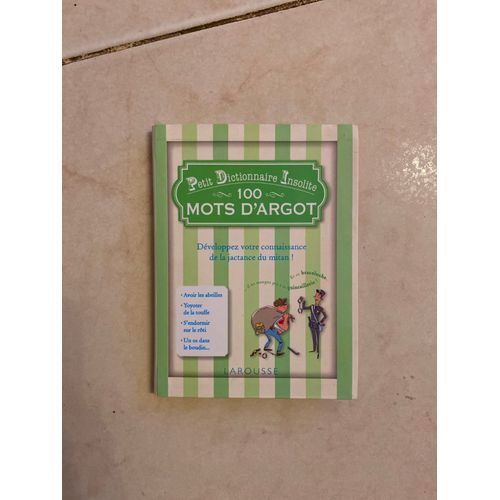 Petit Dictionnaire Insolite
100
MOTS D'ARGOT
Développez votre connaissance
de la jactance du mitan !
• Avoir les abeilles
• Yoyoter
de la touffe
• S'endormir
sur le rôti
• Un os dans
le boudin...
LAROUSSE